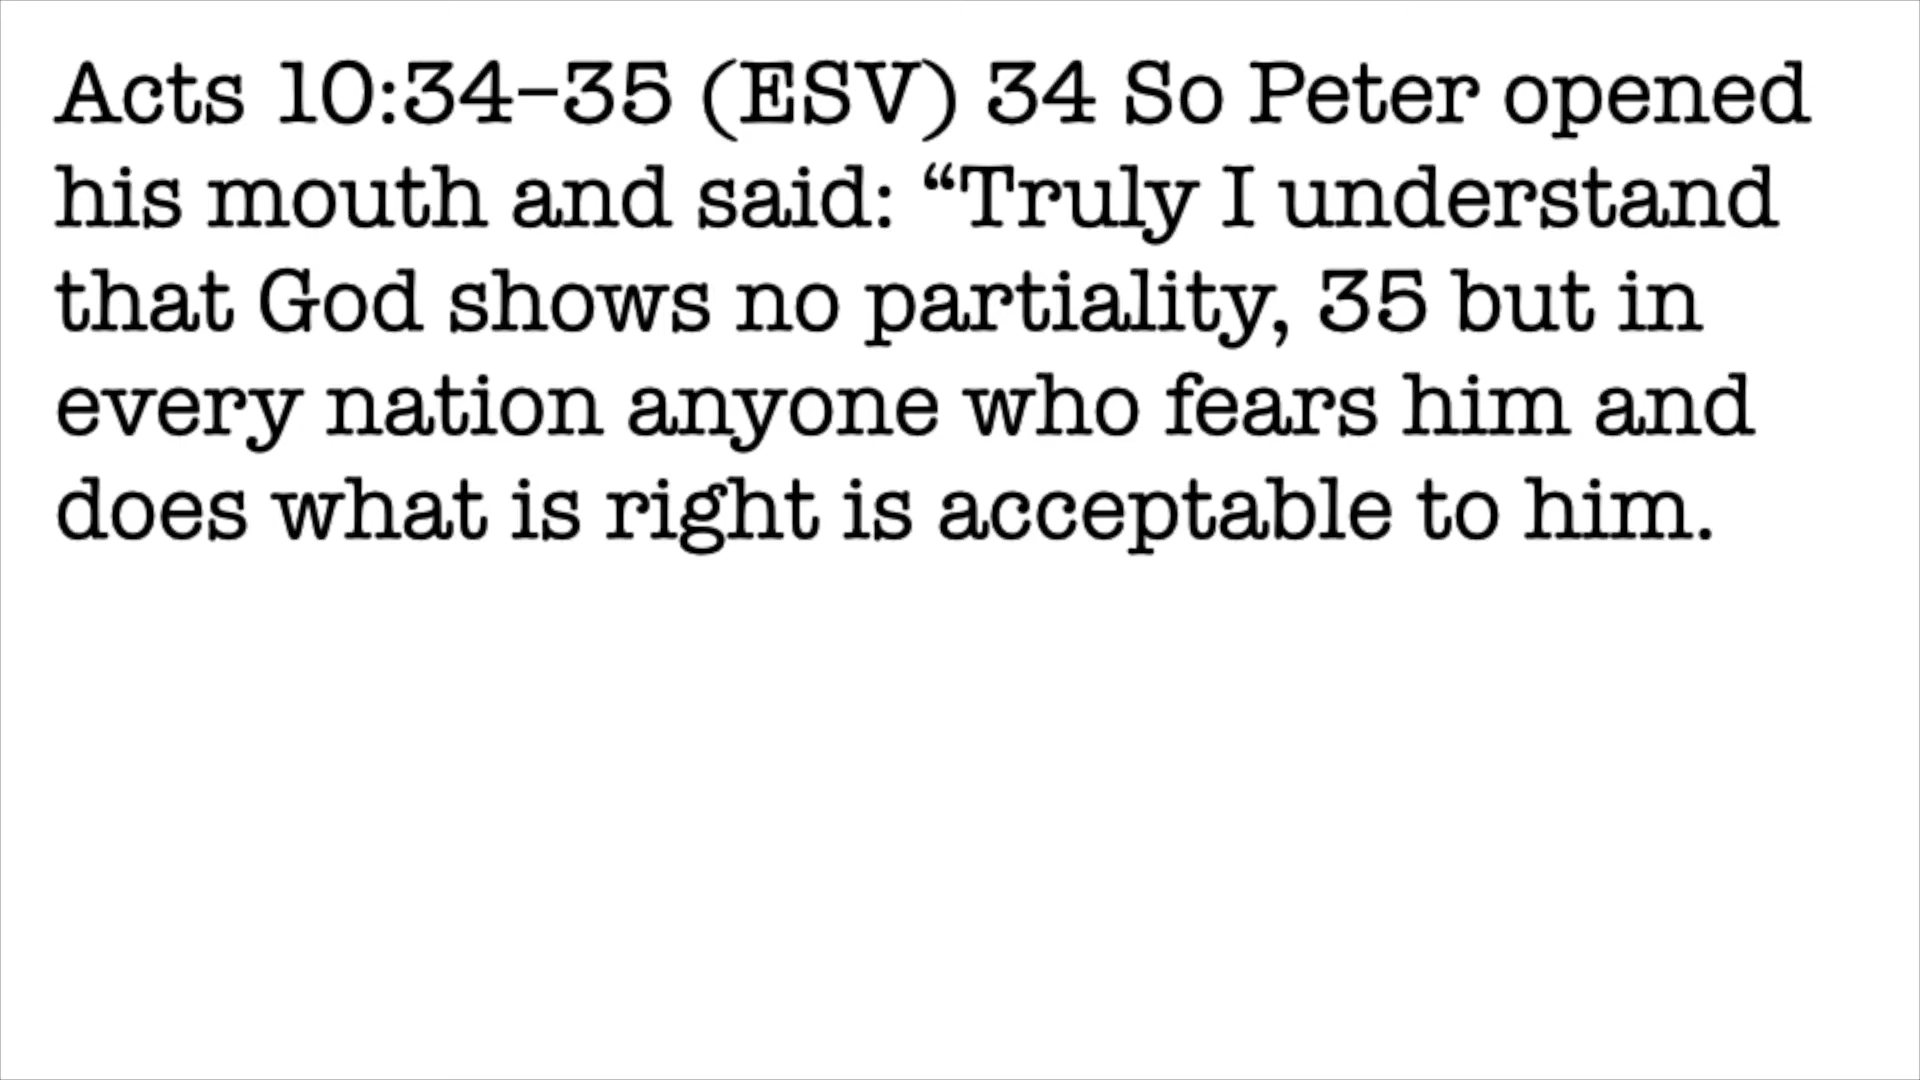 Acts 10:34–35 (ESV) 34 So Peter opened
his mouth and said: “Truly I understand
that God shows no partiality, 35 but in
every nation anyone who fears him and
does what is right is acceptable to him.